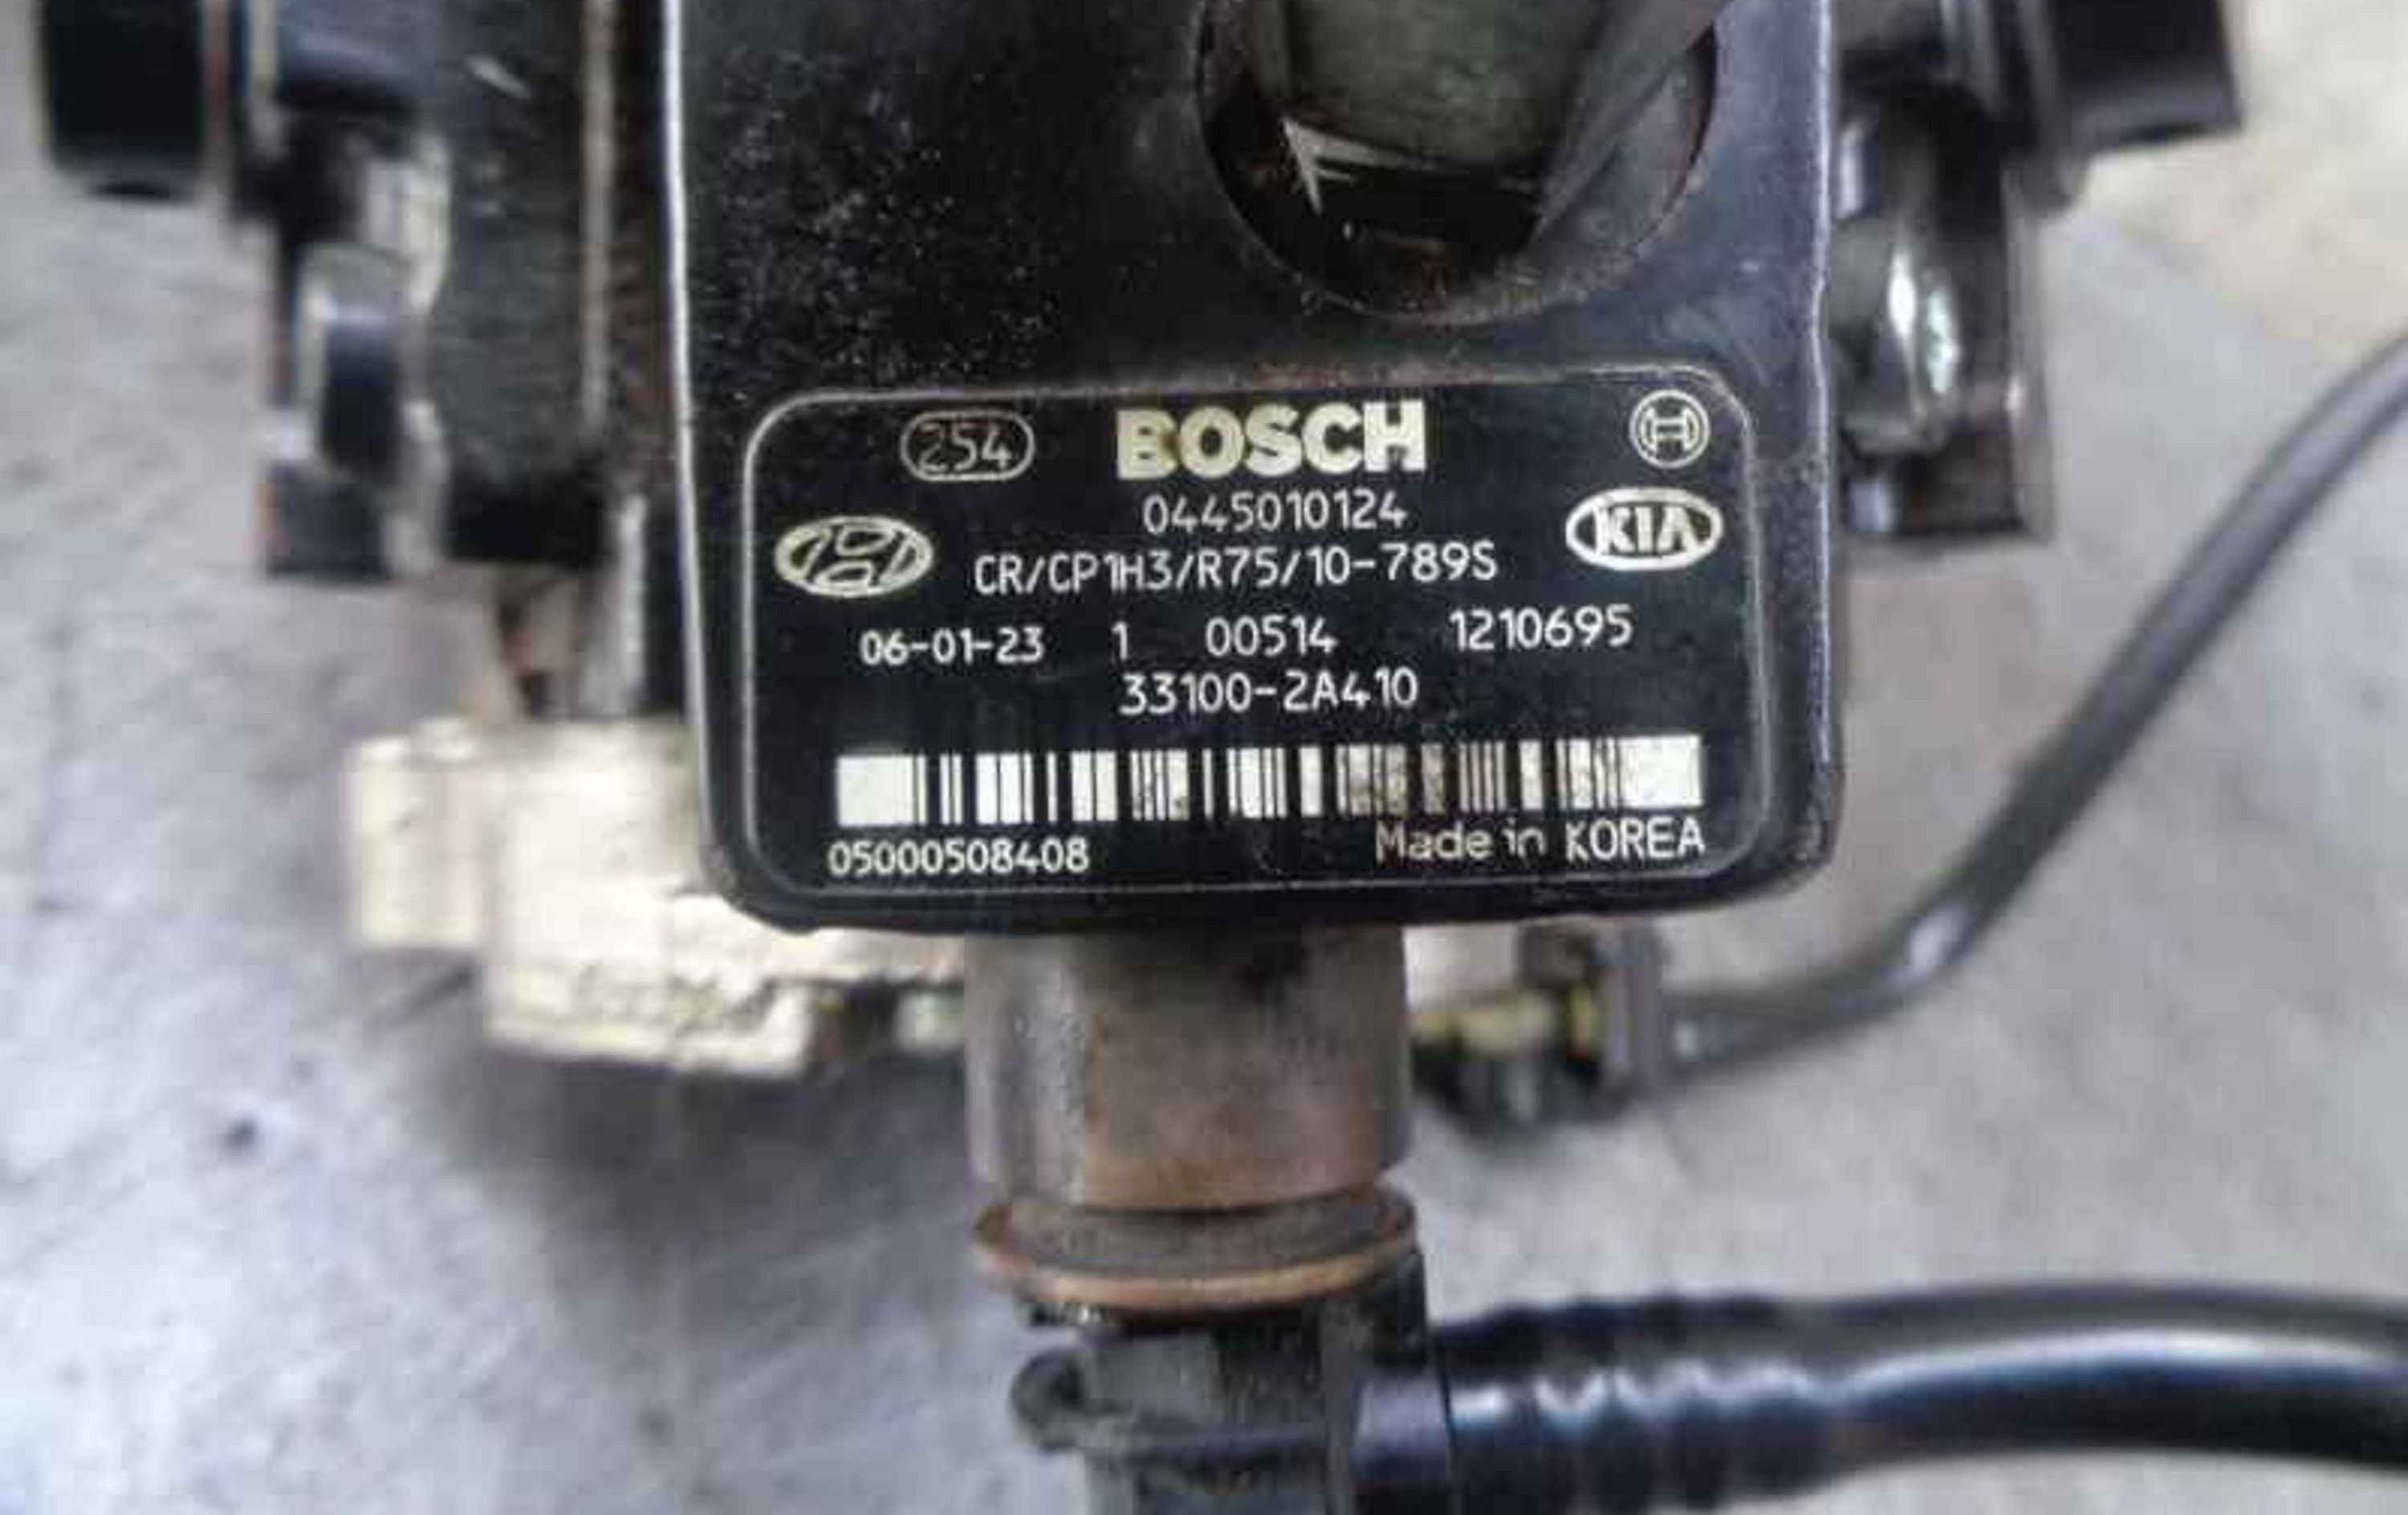 254 BOSCH
0445010124
KIA
CR/CP1H3/R75/10-789S
06-01-23 1 00514 1210695
33100-2A410
05000508408 Made in KOREA